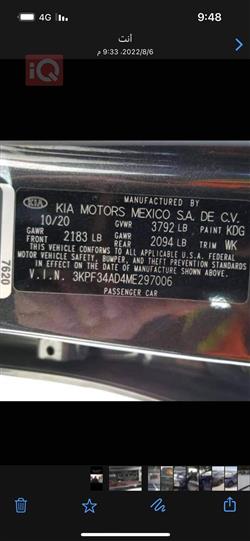 4G 9:48
انت
2022/8/6، 9:33 م
iQ
MANUFACTURED BY
KIA KIA MOTORS MEXICO S.A. DE C.V.
10/20 GVWR 3792 LB PAINT KDG
GAWR FRONT 2183 LB GAWR REAR 2094 LB TRIM WK
THIS VEHICLE CONFORMS TO ALL APPLICABLE U.S.A. FEDERAL
MOTOR VEHICLE SAFETY, BUMPER, AND THEFT PREVENTION STANDARDS
IN EFFECT ON THE DATE OF MANUFACTURE SHOWN ABOVE.
V.I.N. 3KPF34AD4ME297006
PASSENGER CAR
7620